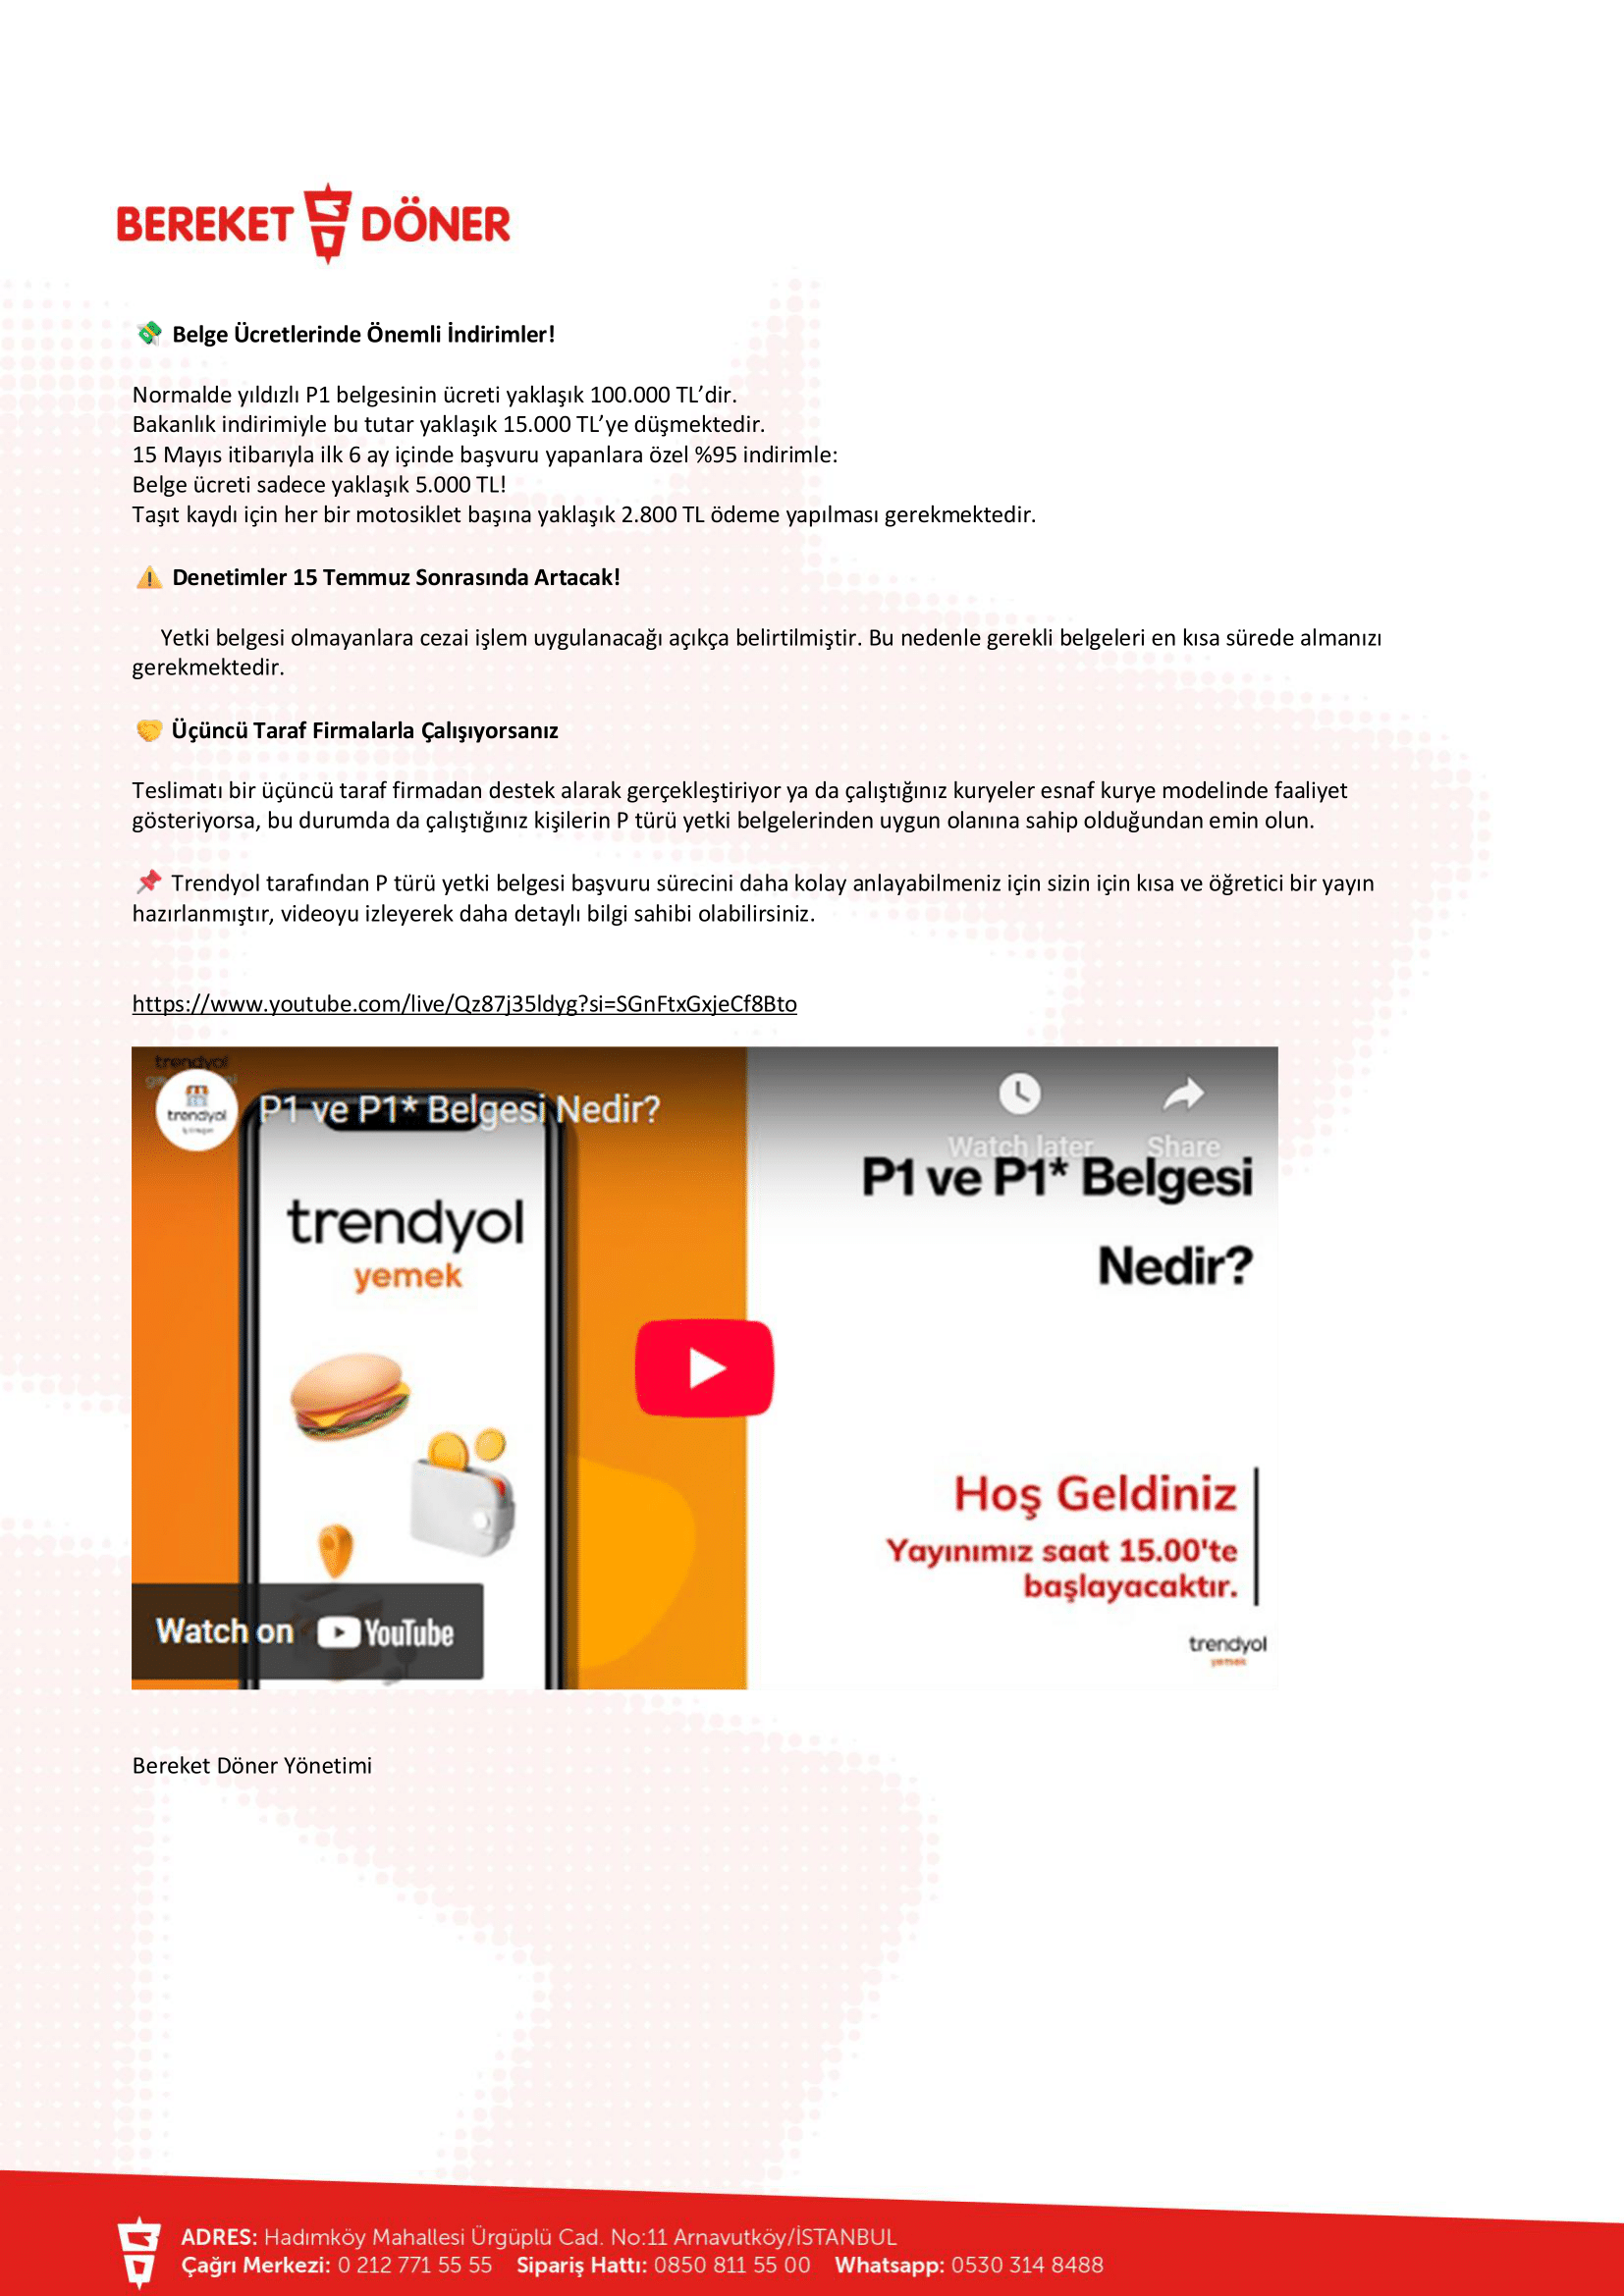 BEREKET DÖNER
Belge Ücretlerinde Önemli İndirimler!
Normalde yıldızlı P1 belgesinin ücreti yaklaşık 100.000 TL’dir.
Bakanlık indirimiyle bu tutar yaklaşık 15.000 TL’ye düşmektedir.
15 Mayıs itibarıyla ilk 6 ay içinde başvuru yapanlara özel %95 indirimle:
Belge ücreti sadece yaklaşık 5.000 TL!
Taşıt kaydı için her bir motosiklet başına yaklaşık 2.800 TL ödeme yapılması gerekmektedir.
Denetimler 15 Temmuz Sonrasında Artacak!
Yetki belgesi olmayanlara cezai işlem uygulanacağı açıkça belirtilmiştir. Bu nedenle gerekli belgeleri en kısa sürede almanızı
gerekmektedir.
Üçüncü Taraf Firmalarla Çalışıyorsanız
Teslimatı bir üçüncü taraf firmadan destek alarak gerçekleştiriyor ya da çalıştığınız kuryeler esnaf kurye modelinde faaliyet
gösteriyorsa, bu durumda da çalıştığınız kişilerin P türü yetki belgelerinden uygun olanına sahip olduğundan emin olun.
Trendyol tarafından P türü yetki belgesi başvuru sürecini daha kolay anlayabilmeniz için sizin için kısa ve öğretici bir yayın
hazırlanmıştır, videoyu izleyerek daha detaylı bilgi sahibi olabilirsiniz.
https://www.youtube.com/live/Qz87j35ldyg?si=SGnFtxGxjeCf8Bto
trendyol
trendyol
P1 ve P1* Belgesi Nedir?
Watch later
Share
P1 ve P1* Belgesi
Nedir?
trendyol
yemek
Hoş Geldiniz
Yayınımız saat 15.00'te
başlayacaktır.
Watch on YouTube
trendyol
yemek
Bereket Döner Yönetimi
ADRES: Hadımköy Mahallesi Ürgüplü Cad. No:11 Arnavutköy/İSTANBUL
Çağrı Merkezi: 0 212 771 55 55 Sipariş Hattı: 0850 811 55 00 Whatsapp: 0530 314 8488